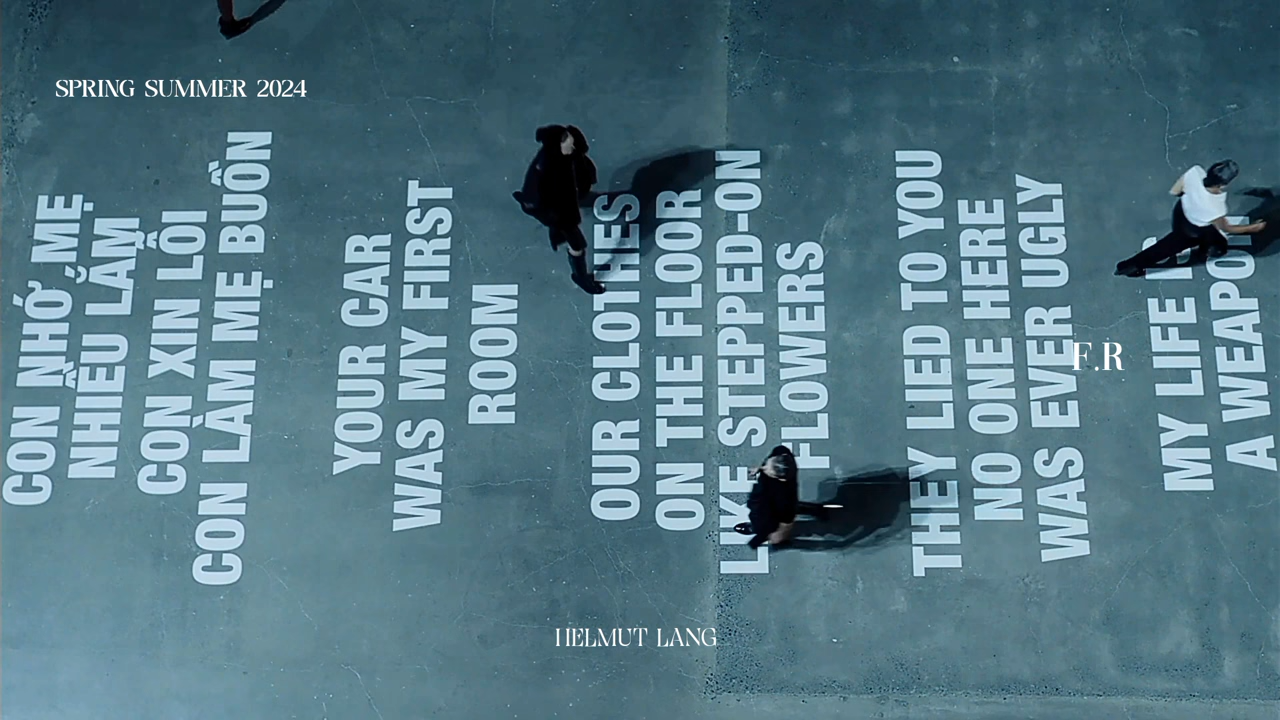 SPRING SUMMER 2024
CON NHỚ MẸ
NHIỀU LẮM
CON XIN LỖI
CON LÀM MẸ BUỒN
YOUR CAR
WAS MY FIRST
ROOM
OUR CLOTHES
ON THE FLOOR
LIKE STEPPED-ON
FLOWERS
THEY LIED TO YOU
NO ONE HERE
WAS EVER UGLY
MY LIFE
A WEAPON
F.R
HELMUT LANG